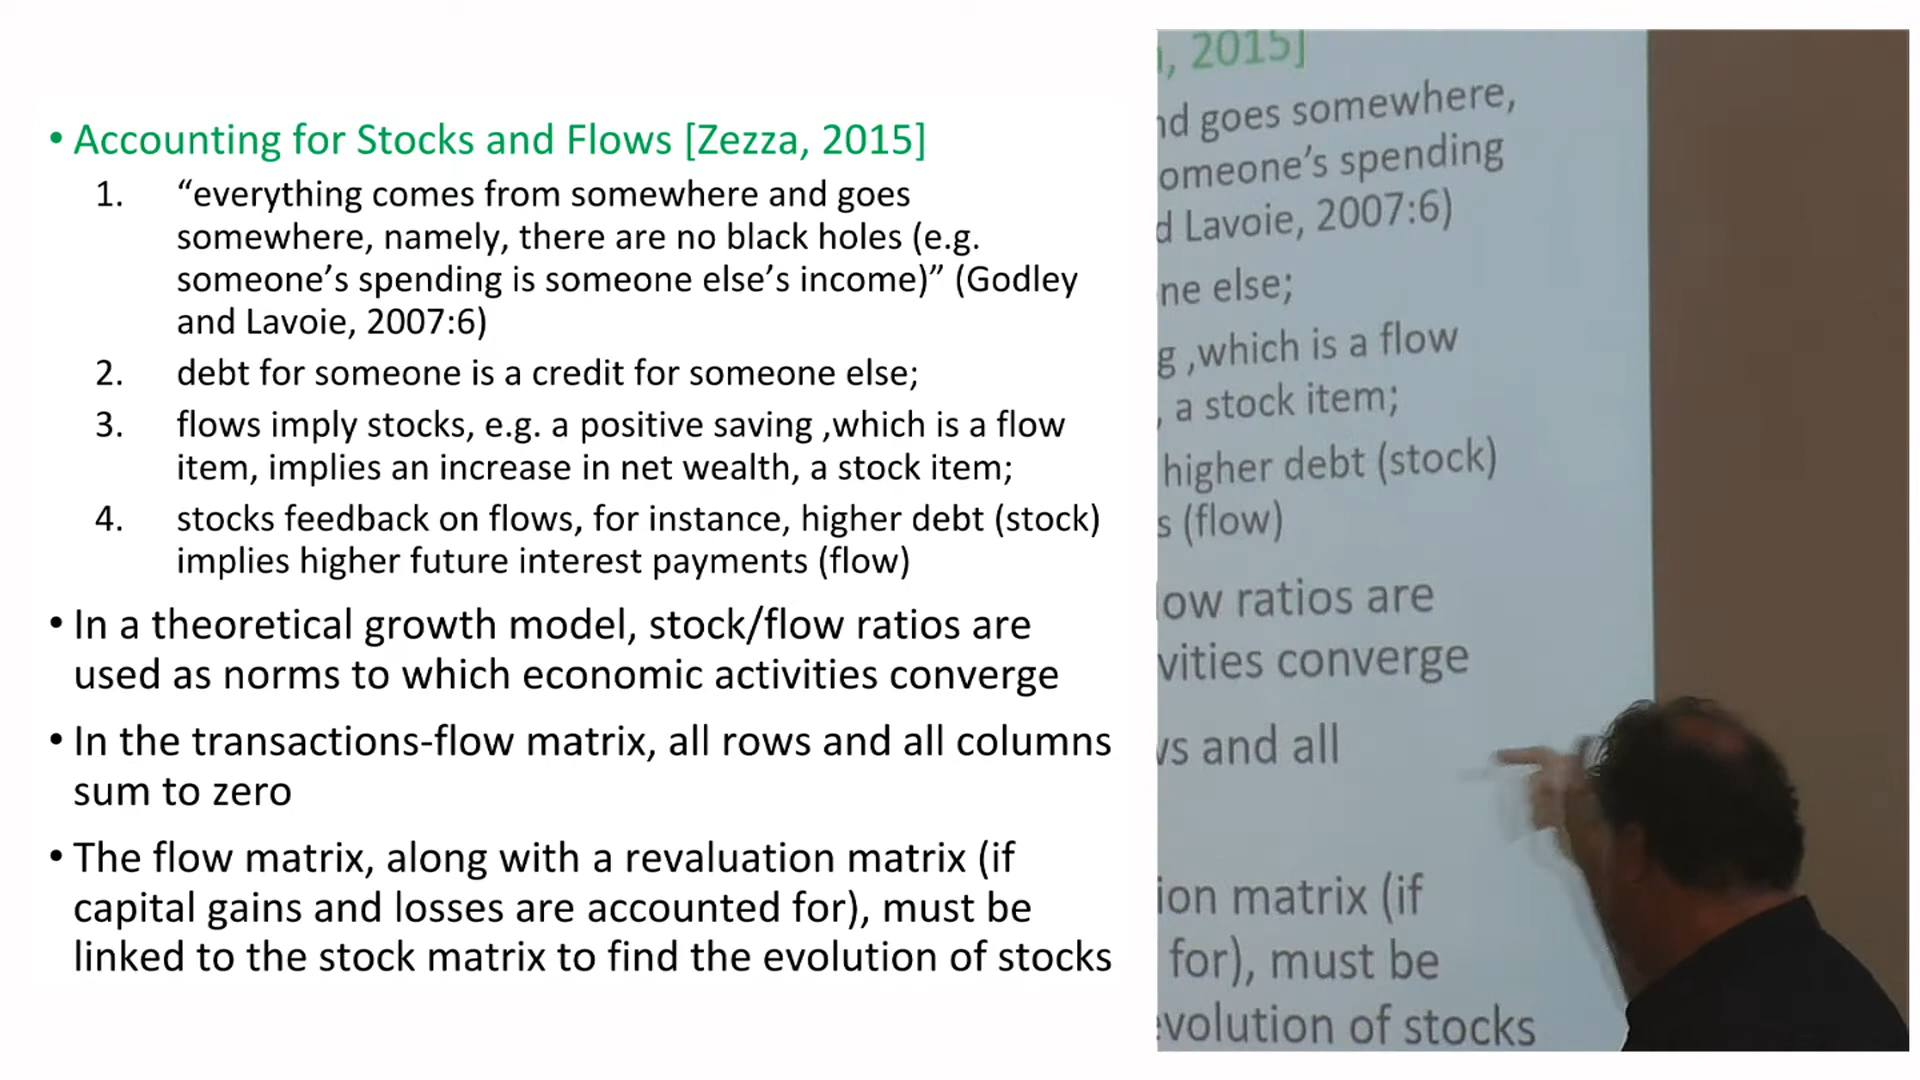 • Accounting for Stocks and Flows [Zezza, 2015]
1. “everything comes from somewhere and goes
somewhere, namely, there are no black holes (e.g.
someone’s spending is someone else’s income)” (Godley
and Lavoie, 2007:6)
2. debt for someone is a credit for someone else;
3. flows imply stocks, e.g. a positive saving ,which is a flow
item, implies an increase in net wealth, a stock item;
4. stocks feedback on flows, for instance, higher debt (stock)
implies higher future interest payments (flow)
• In a theoretical growth model, stock/flow ratios are
used as norms to which economic activities converge
• In the transactions-flow matrix, all rows and all columns
sum to zero
• The flow matrix, along with a revaluation matrix (if
capital gains and losses are accounted for), must be
linked to the stock matrix to find the evolution of stocks
, 2015]
nd goes somewhere,
omeone’s spending
d Lavoie, 2007:6)
ne else;
g ,which is a flow
, a stock item;
higher debt (stock)
s (flow)
ow ratios are
vities converge
s and all
ion matrix (if
for), must be
volution of stocks